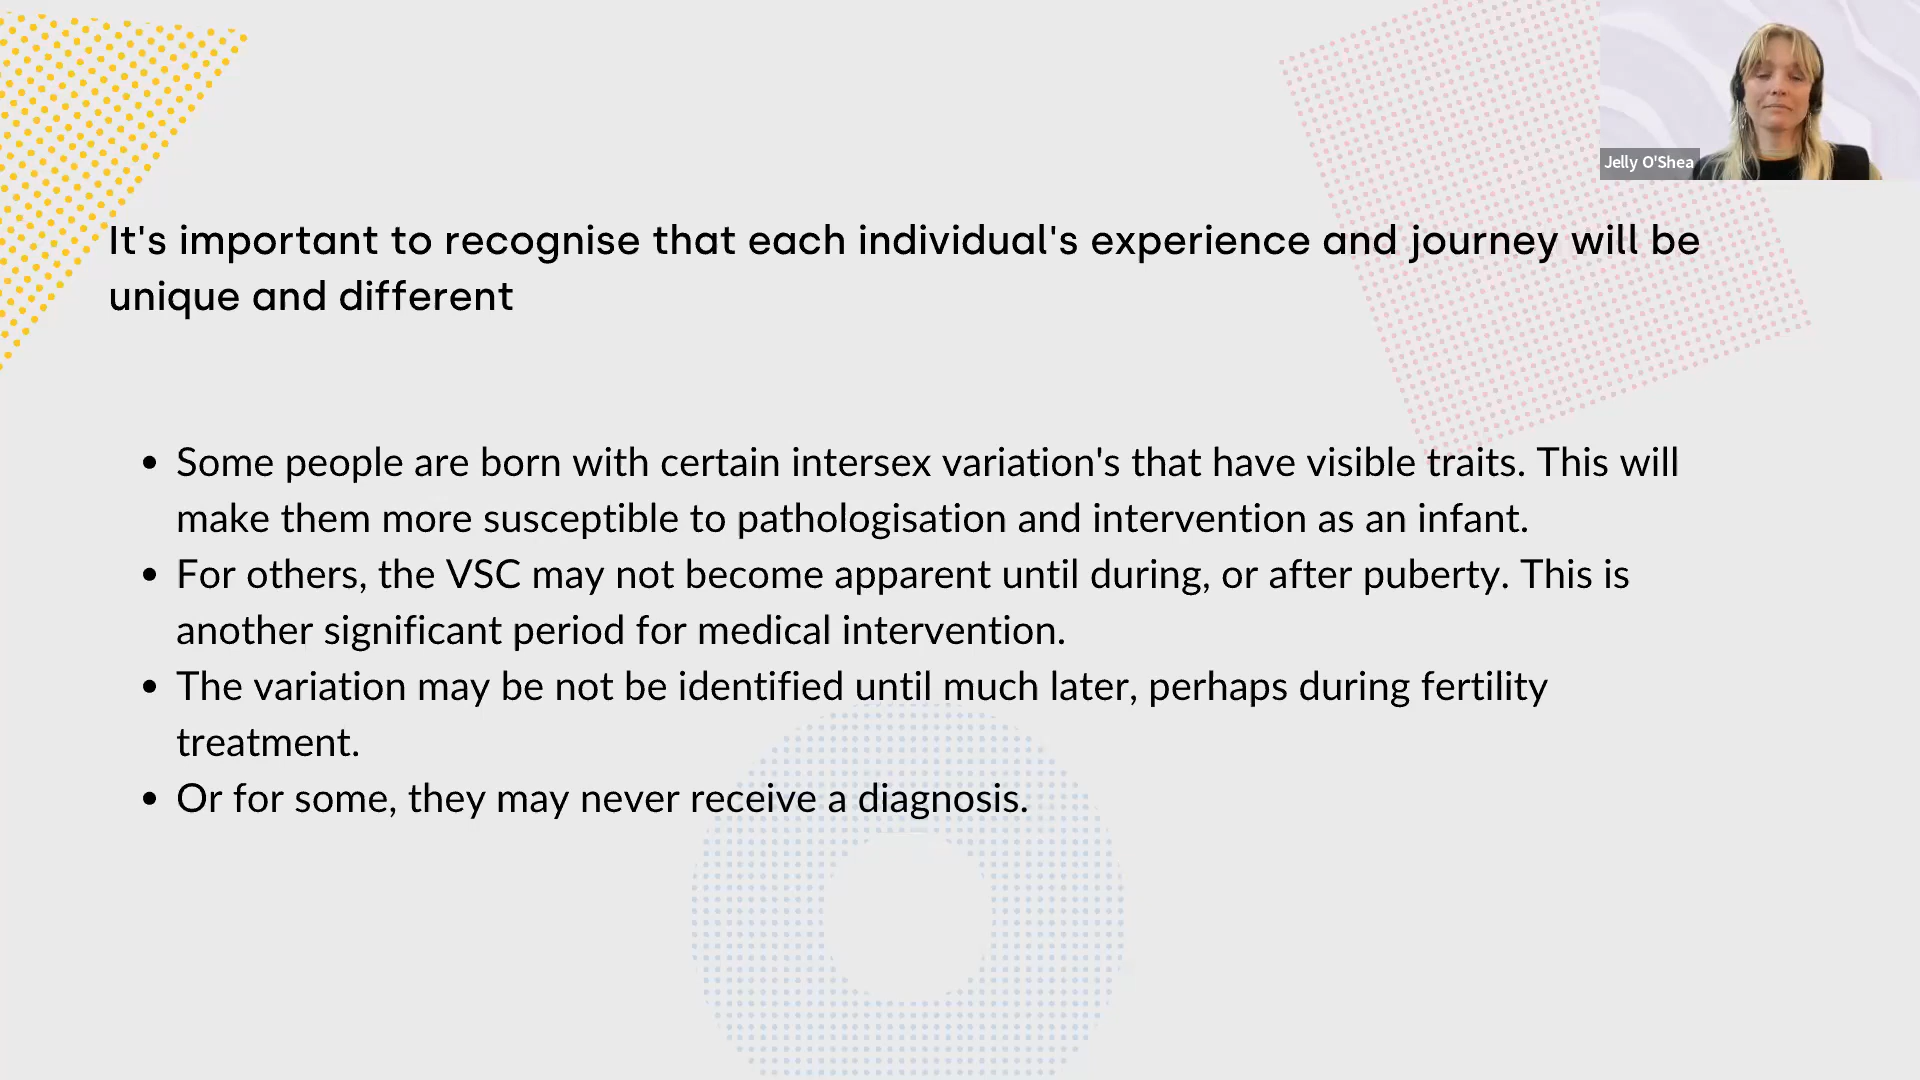 Jelly O'Shea
It's important to recognise that each individual's experience and journey will be
unique and different
• Some people are born with certain intersex variation's that have visible traits. This will
make them more susceptible to pathologisation and intervention as an infant.
• For others, the VSC may not become apparent until during, or after puberty. This is
another significant period for medical intervention.
• The variation may be not be identified until much later, perhaps during fertility
treatment.
• Or for some, they may never receive a diagnosis.